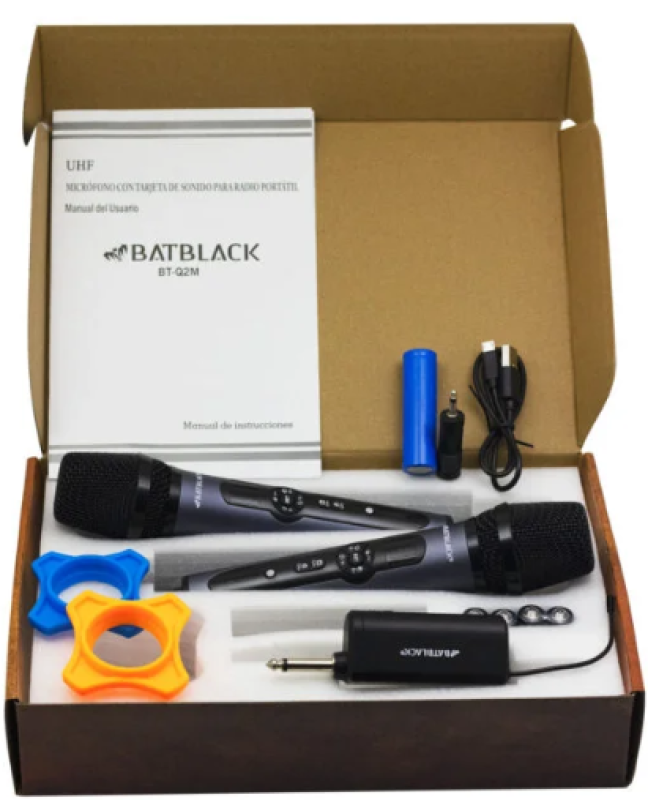 UHF
MICRÓFONO CON TARJETA DE SONIDO PARA RADIO PORTÁTIL
Manual del Usuario
BATBLACK
BT-Q2M
Manual de instrucciones
BATBLACK